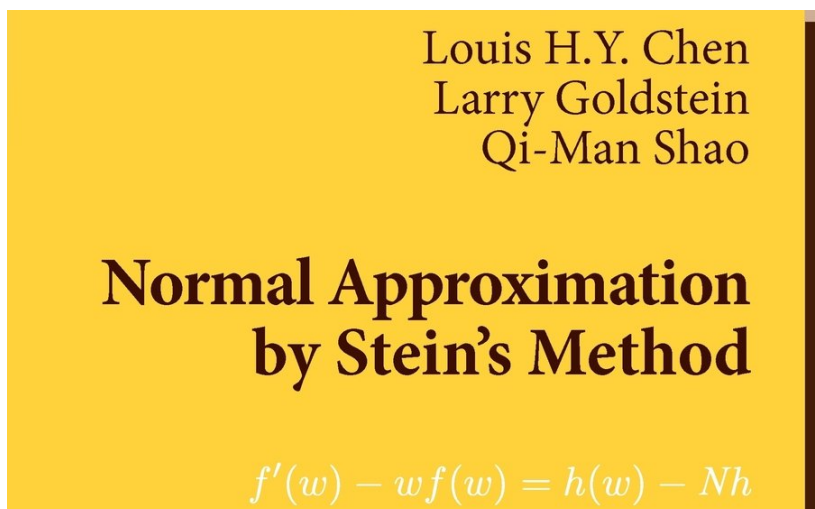 Louis H.Y. Chen
Larry Goldstein
Qi-Man Shao
Normal Approximation
by Stein’s Method
f′(w) − wf(w) = h(w) − Nh